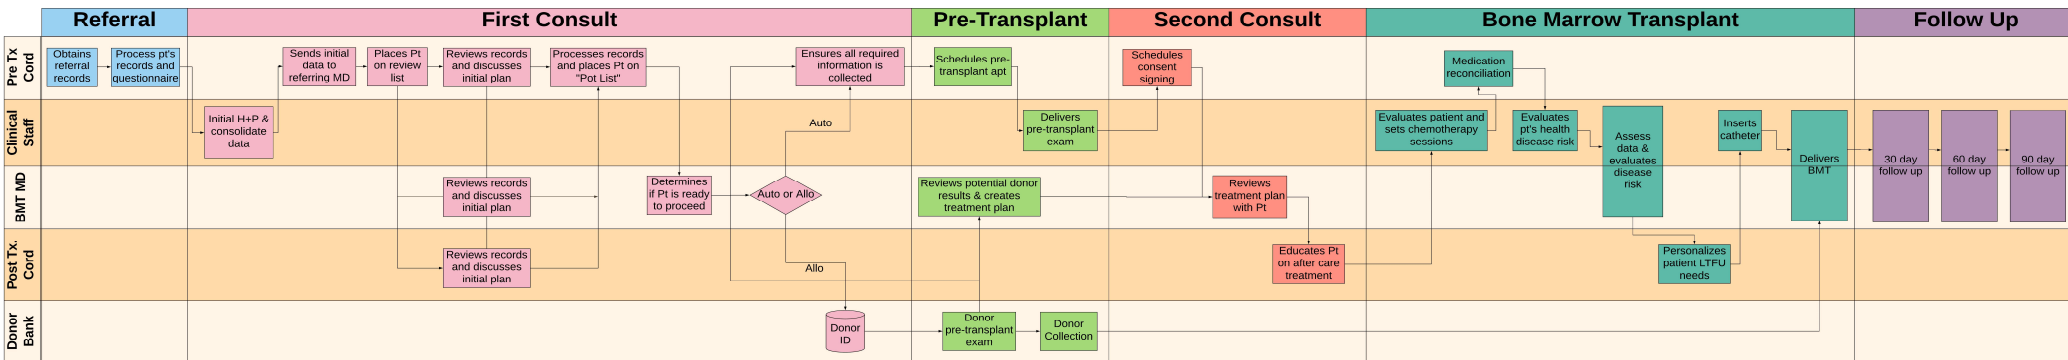 Referral
First Consult
Pre-Transplant
Second Consult
Bone Marrow Transplant
Follow Up
Pre Tx
Cord
Obtains
referral
records
Process pt's
records and
questionnaire
Sends initial
data to
referring MD
Places Pt
on review
list
Reviews records
and discusses
initial plan
Processes records
and places Pt on
"Pot List"
Ensures all required
information is
collected
Schedules pre-
transplant apt
Schedules
consent
signing
Medication
reconciliation
Clinical
Staff
Initial H+P &
consolidate
data
Auto
Delivers
pre-transplant
exam
Evaluates patient and
sets chemotherapy
sessions
Evaluates
pt's health
disease risk
Assess
data &
evaluates
disease
risk
Inserts
catheter
Delivers
BMT
30 day
follow up
60 day
follow up
90 day
follow up
BMT MD
Reviews records
and discusses
initial plan
Determines
if Pt is ready
to proceed
Auto or Allo
Reviews potential donor
results & creates
treatment plan
Reviews
treatment plan
with Pt
Post Tx.
Cord
Reviews records
and discusses
initial plan
Allo
Educates Pt
on after care
treatment
Personalizes
patient LTFU
needs
Donor
Bank
Donor
ID
Donor
pre-transplant
exam
Donor
Collection